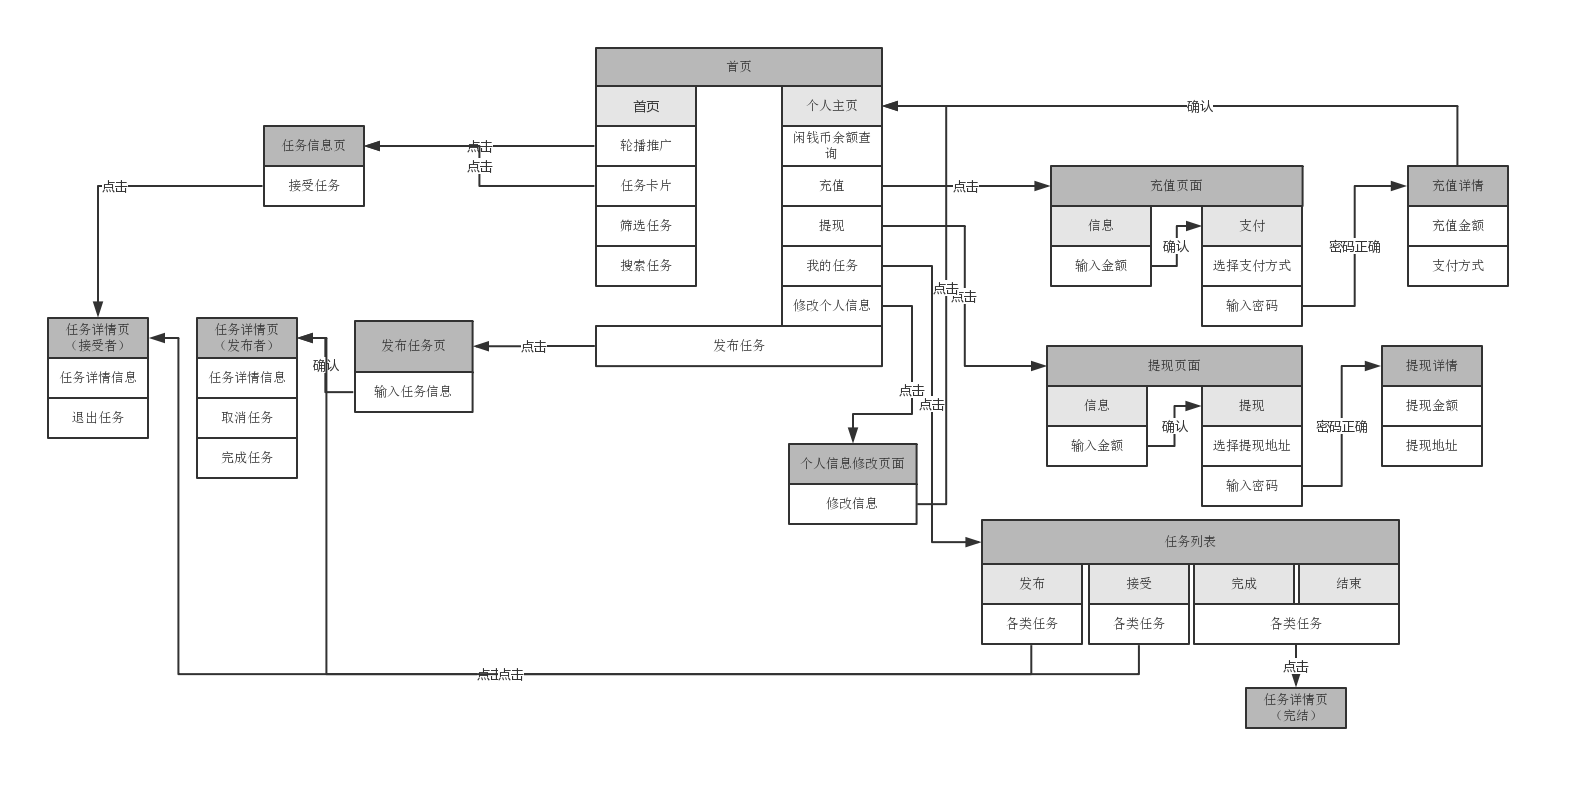 首页
首页
轮播推广
任务卡片
筛选任务
搜索任务
个人主页
闲钱币余额查
询
充值
提现
我的任务
修改个人信息
发布任务
点击
点击
任务信息页
接受任务
点击
任务详情页
（接受者）
任务详情信息
退出任务
任务详情页
（发布者）
任务详情信息
取消任务
完成任务
确认
发布任务页
输入任务信息
点击
点击
点击
点击
点击
个人信息修改页面
修改信息
确认
点击
充值页面
信息
输入金额
确认
支付
选择支付方式
输入密码
密码正确
充值详情
充值金额
支付方式
提现页面
信息
输入金额
确认
提现
选择提现地址
输入密码
密码正确
提现详情
提现金额
提现地址
任务列表
发布
接受
完成
结束
各类任务
各类任务
各类任务
点击
点击
点击
任务详情页
（完结）